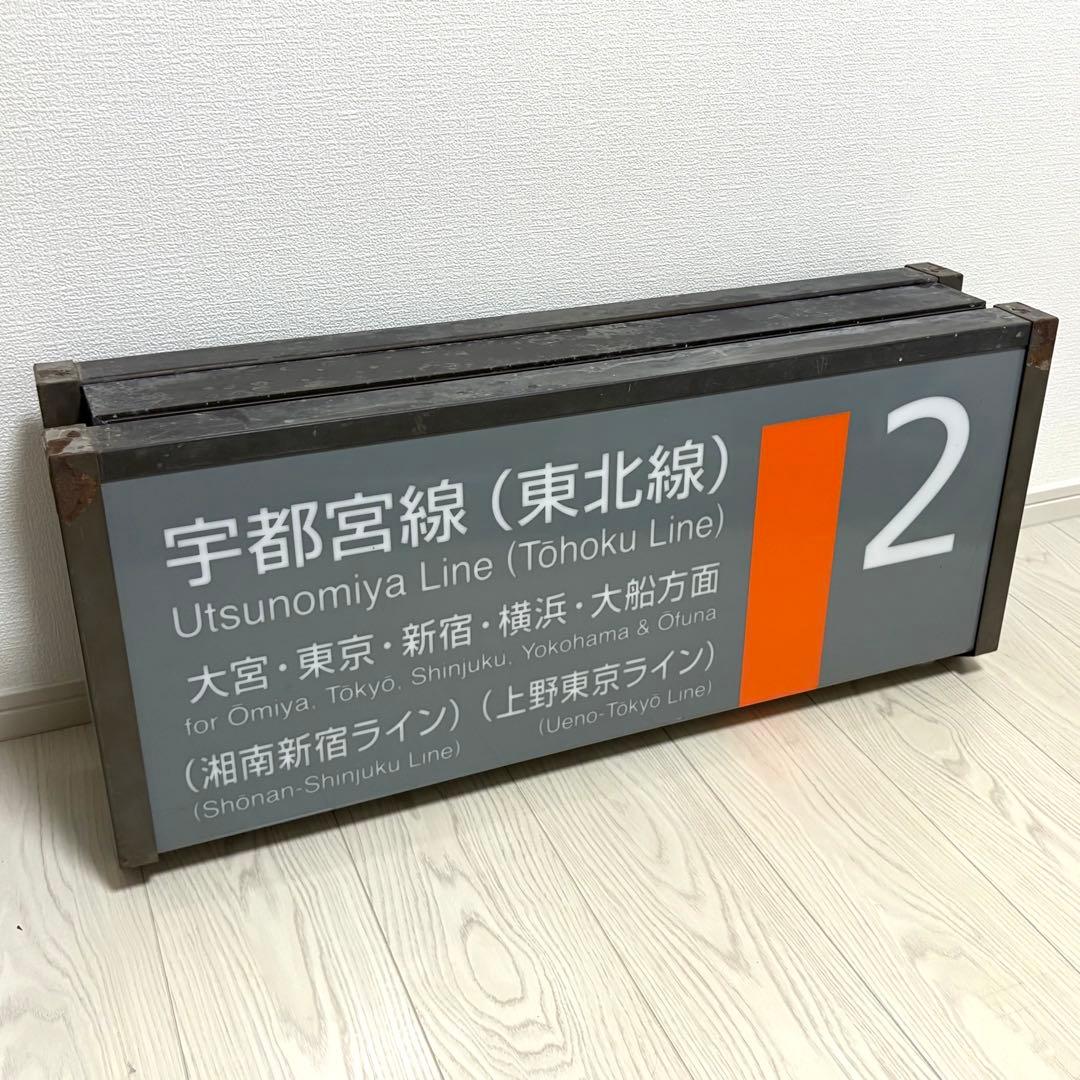 宇都宮線（東北線）
Utsunomiya Line (Tōhoku Line)
大宮・東京・新宿・横浜・大船方面
for Ōmiya, Tōkyō, Shinjuku, Yokohama & Ōfuna
（湘南新宿ライン）（上野東京ライン）
(Shōnan-Shinjuku Line) (Ueno-Tōkyō Line)
2